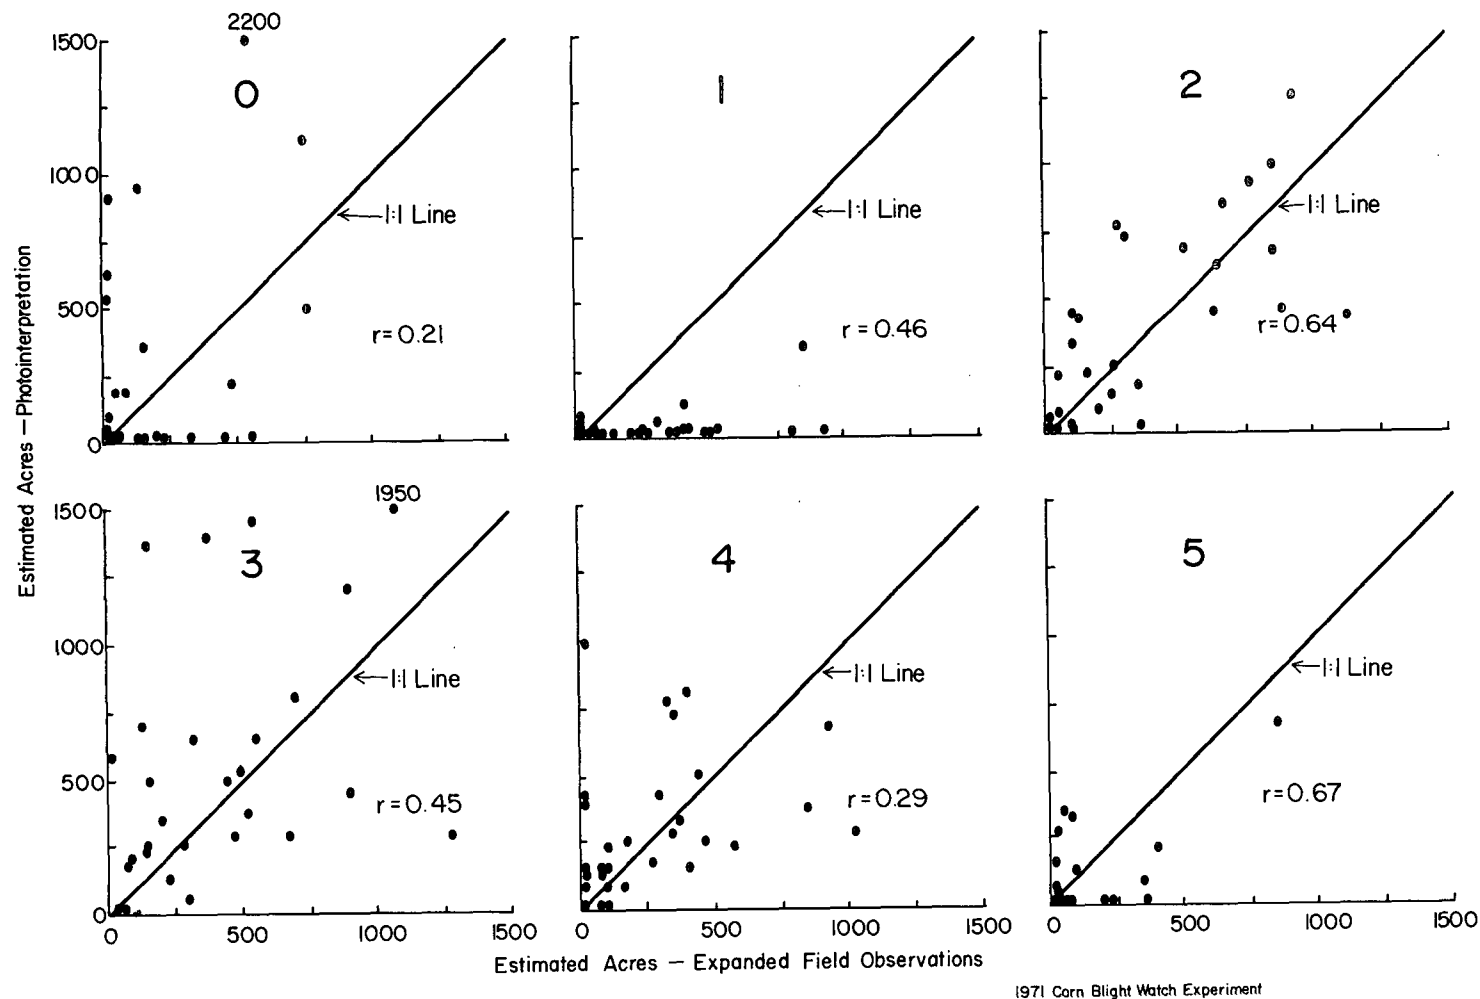 2200
1500
0
1
2
1000
1:1 Line
1:1 Line
1:1 Line
500
r=0.21
r=0.46
r=0.64
0
Estimated Acres — Photointerpretation
1950
1500
3
4
5
1000
1:1 Line
1:1 Line
1:1 Line
500
r=0.45
r=0.29
r=0.67
0
0 500 1000 1500
0 500 1000 1500
0 500 1000 1500
Estimated Acres — Expanded Field Observations
1971 Corn Blight Watch Experiment